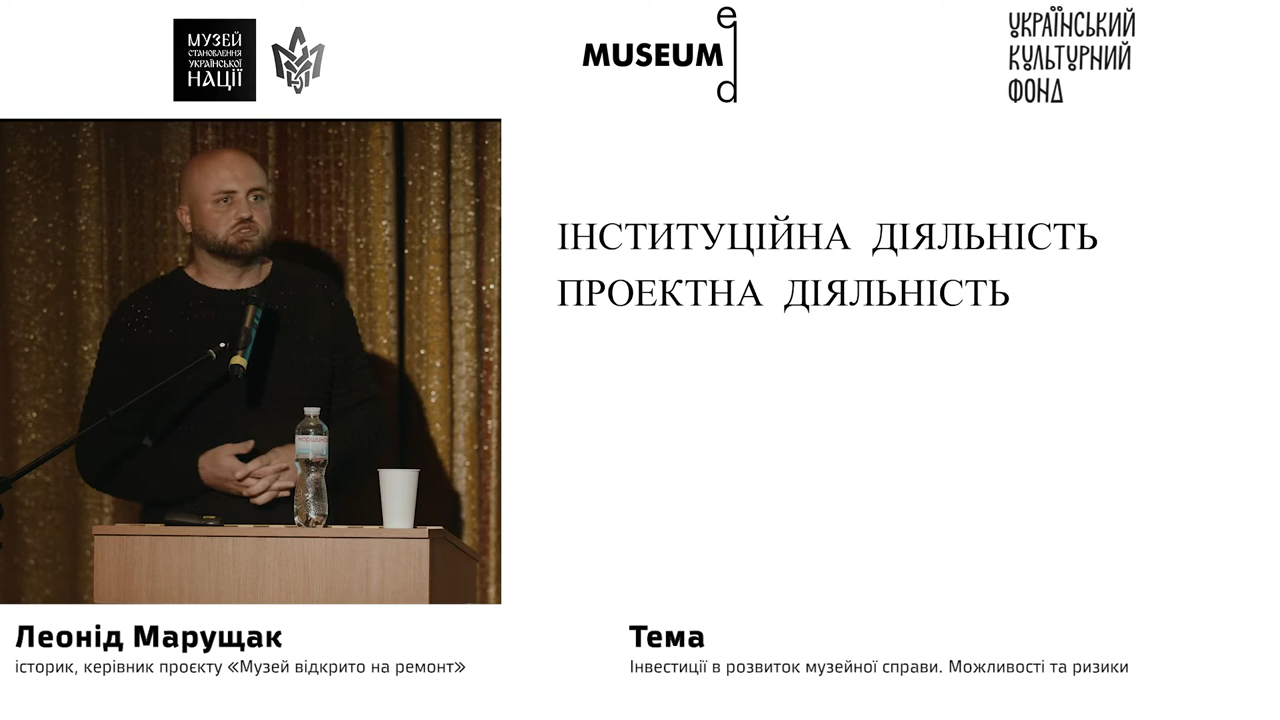 МУЗЕЙ
СТАНОВЛЕННЯ
УКРАЇНСЬКОЇ
НАЦІЇ
MUSEUM
ed
УКРАЇНСЬКИЙ
КУЛЬТУРНИЙ
ФОНД
ІНСТИТУЦІЙНА ДІЯЛЬНІСТЬ
ПРОЕКТНА ДІЯЛЬНІСТЬ
Леонід Марущак
історик, керівник проєкту «Музей відкрито на ремонт»
Тема
Інвестиції в розвиток музейної справи. Можливості та ризики